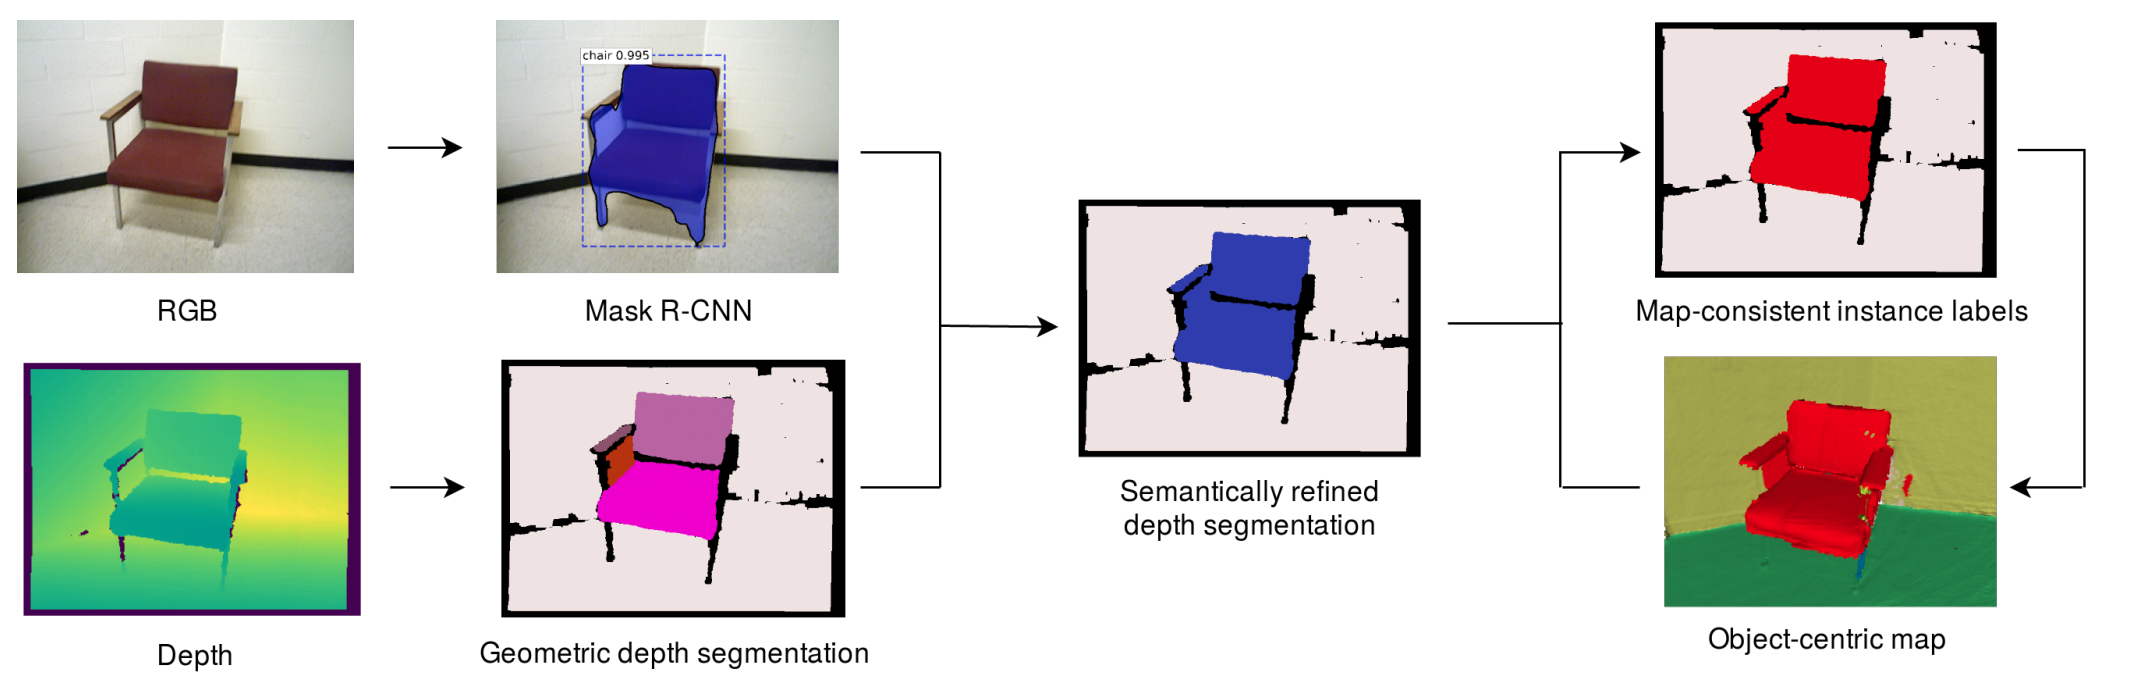 chair 0.995
RGB
Mask R-CNN
Depth
Geometric depth segmentation
Semantically refined
depth segmentation
Map-consistent instance labels
Object-centric map